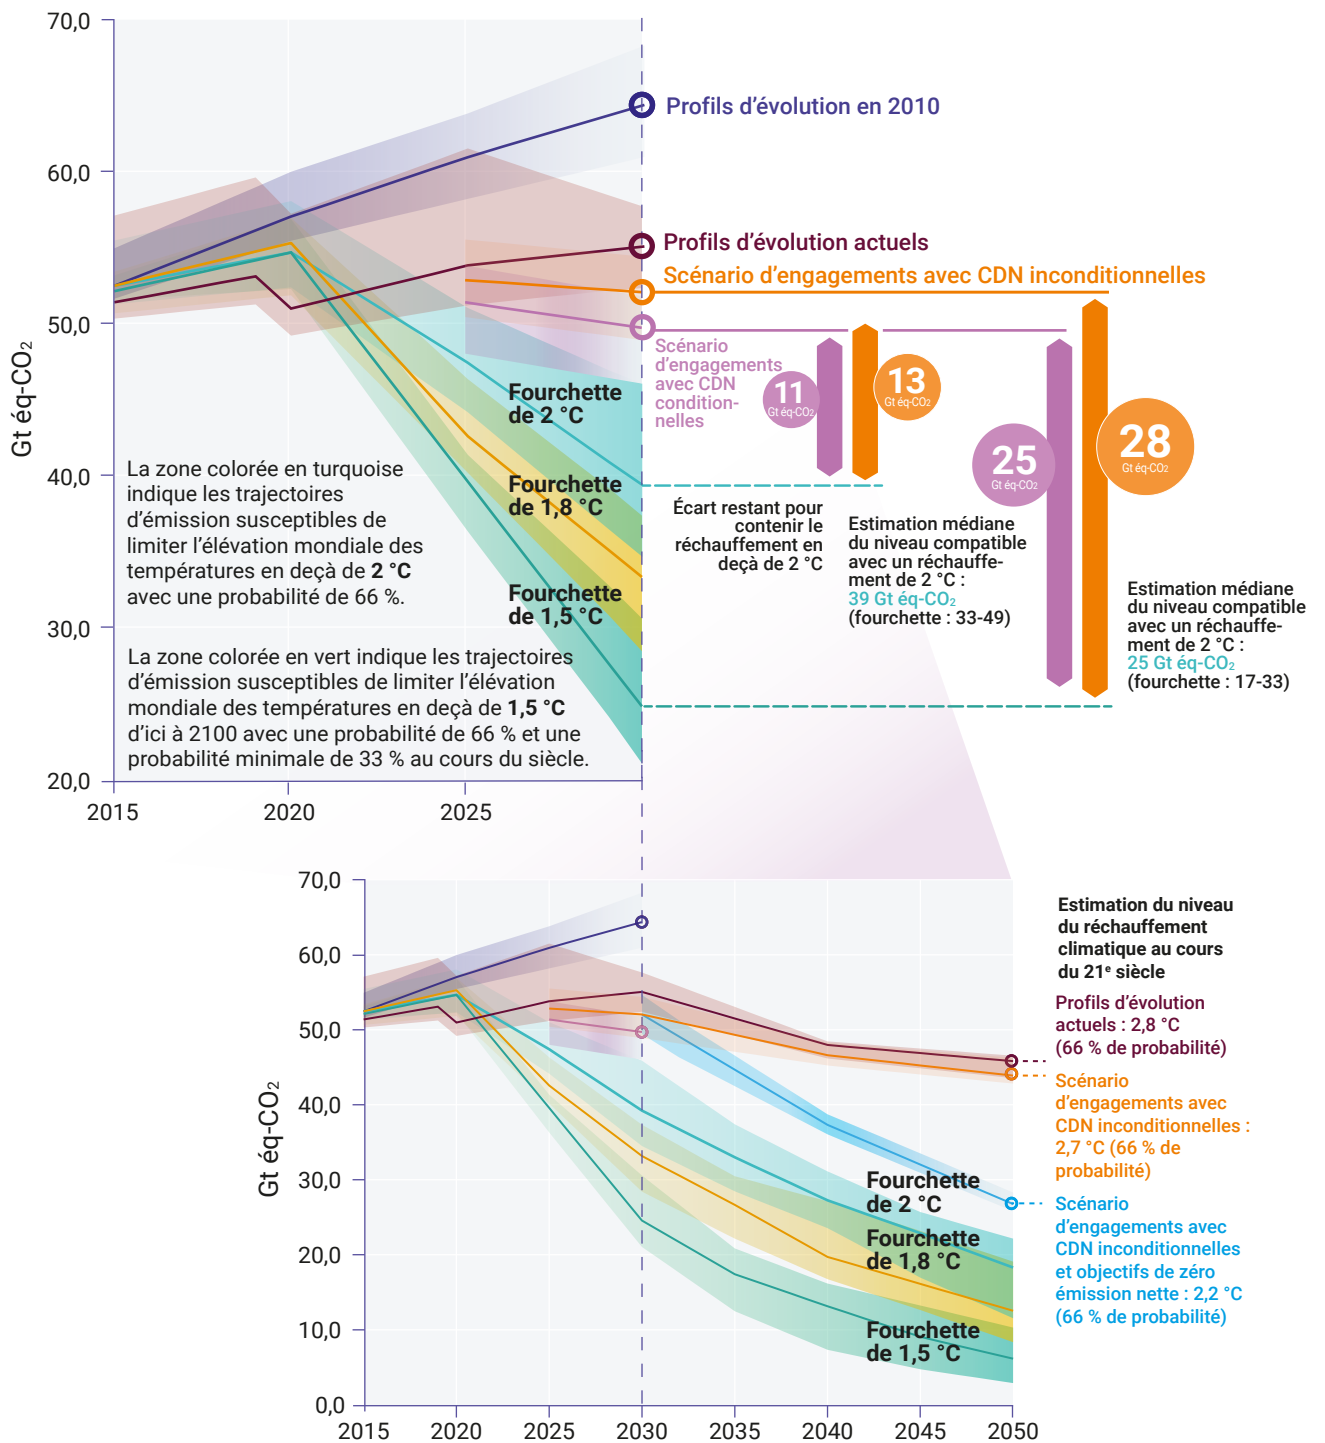 70,0
60,0
50,0
40,0
30,0
20,0
Gt éq-CO₂
2015
2020
2025
Profils d’évolution en 2010
Profils d’évolution actuels
Scénario d’engagements avec CDN inconditionnelles
Scénario
d’engagements
avec CDN
condition-
nelles
11
Gt éq-CO₂
13
Gt éq-CO₂
25
Gt éq-CO₂
28
Gt éq-CO₂
Fourchette
de 2 °C
Fourchette
de 1,8 °C
Fourchette
de 1,5 °C
La zone colorée en turquoise
indique les trajectoires
d’émission susceptibles de
limiter l’élévation mondiale des
températures en deçà de 2 °C
avec une probabilité de 66 %.
La zone colorée en vert indique les trajectoires
d’émission susceptibles de limiter l’élévation
mondiale des températures en deçà de 1,5 °C
d’ici à 2100 avec une probabilité de 66 % et une
probabilité minimale de 33 % au cours du siècle.
Écart restant pour
contenir le
réchauffement en
deçà de 2 °C
Estimation médiane
du niveau compatible
avec un réchauffe-
ment de 2 °C :
39 Gt éq-CO₂
(fourchette : 33-49)
Estimation médiane
du niveau compatible
avec un réchauffe-
ment de 2 °C :
25 Gt éq-CO₂
(fourchette : 17-33)
70,0
60,0
50,0
40,0
30,0
20,0
10,0
0,0
Gt éq-CO₂
2015
2020
2025
2030
2035
2040
2045
2050
Fourchette
de 2 °C
Fourchette
de 1,8 °C
Fourchette
de 1,5 °C
Estimation du niveau
du réchauffement
climatique au cours
du 21ᵉ siècle
Profils d’évolution
actuels : 2,8 °C
(66 % de probabilité)
Scénario
d’engagements avec
CDN inconditionnelles :
2,7 °C (66 % de
probabilité)
Scénario
d’engagements avec
CDN inconditionnelles
et objectifs de zéro
émission nette : 2,2 °C
(66 % de probabilité)